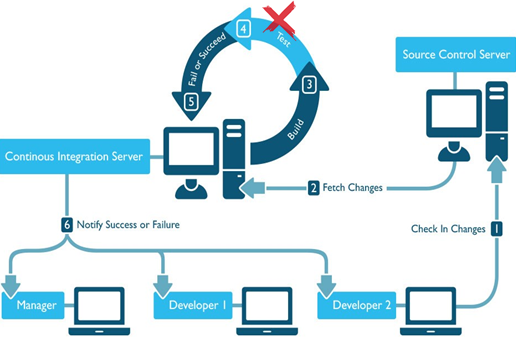 4
Test
Fail or Succeed
Source Control Server
3
5
Build
Continous Integration Server
2 Fetch Changes
6 Notify Success or Failure
Check In Changes 1
Manager
Developer 1
Developer 2